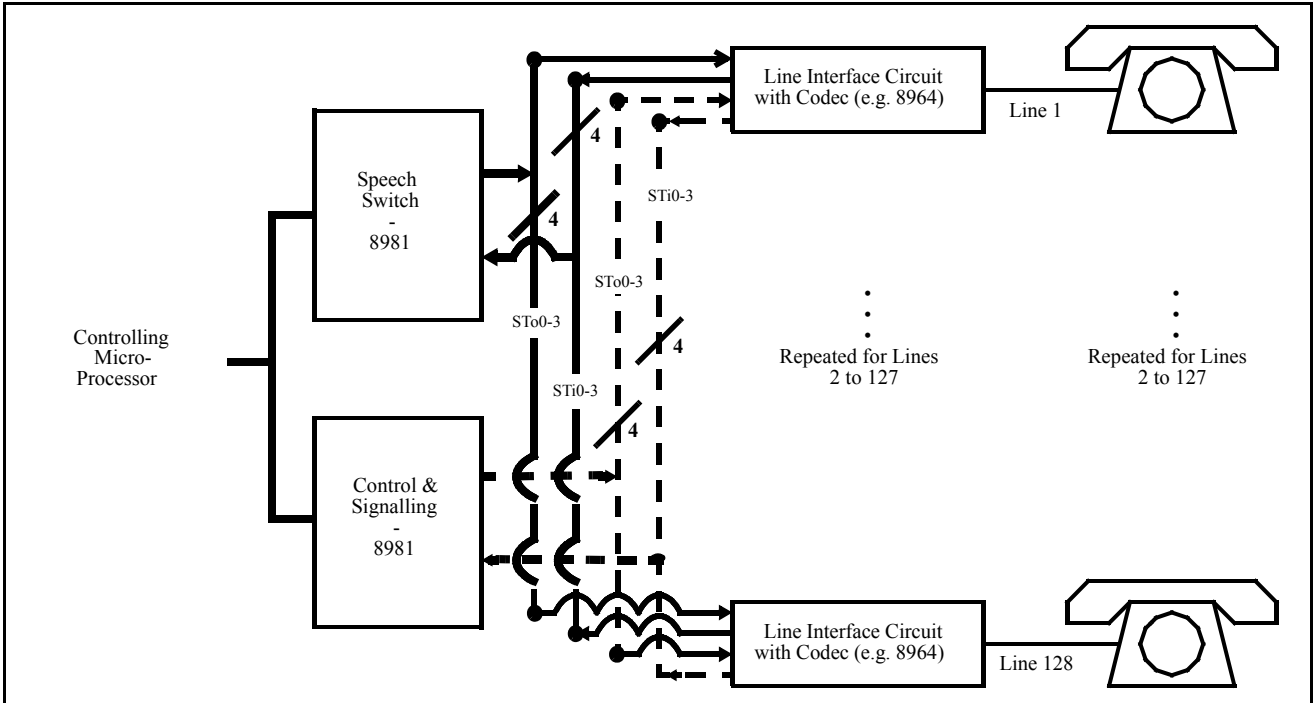 Line Interface Circuit
with Codec (e.g. 8964)
Line 1
4
Speech
Switch
-
8981
4
STi0-3
STo0-3
STo0-3
Controlling
Micro-
Processor
4
Repeated for Lines
2 to 127
Repeated for Lines
2 to 127
STi0-3
4
Control &
Signalling
-
8981
Line Interface Circuit
with Codec (e.g. 8964)
Line 128